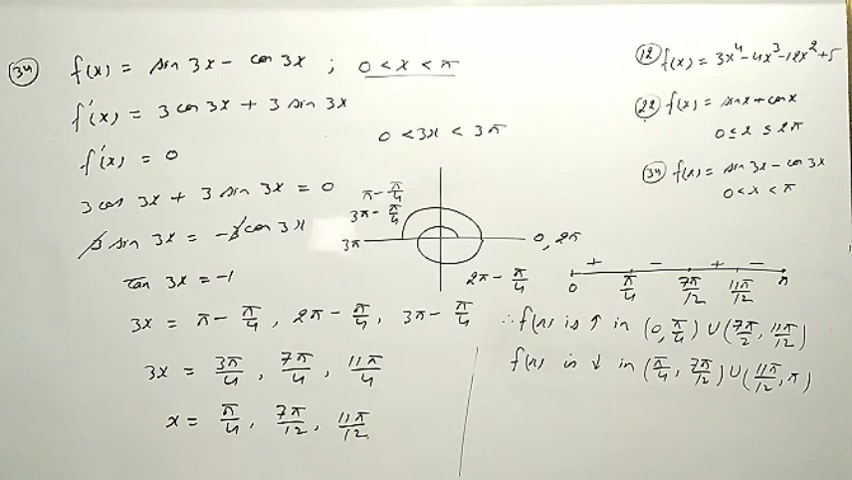 (34) f(x) = sin 3x - cos 3x ; 0 < x < π
f'(x) = 3 cos 3x + 3 sin 3x
0 < 3x < 3π
f'(x) = 0
3 cos 3x + 3 sin 3x = 0
3 sin 3x = -3 cos 3x
tan 3x = -1
3x = π - π/4 , 2π - π/4 , 3π - π/4
3x = 3π/4 , 7π/4 , 11π/4
x = π/4 , 7π/12 , 11π/12
π - π/4
3π - π/4
3π
0, 2π
2π - π/4
(12) f(x) = 3x⁴ - 4x³ - 12x² + 5
(22) f(x) = sin x + cos x
0 ≤ x ≤ 2π
(34) f(x) = sin 3x - cos 3x
0 < x < π
+ - + -
0 π/4 7π/12 11π/12 π
∴ f(x) is ↑ in (0, π/4) ∪ (7π/2, 11π/12)
f(x) is ↓ in (π/4, 7π/12) ∪ (11π/12, π)